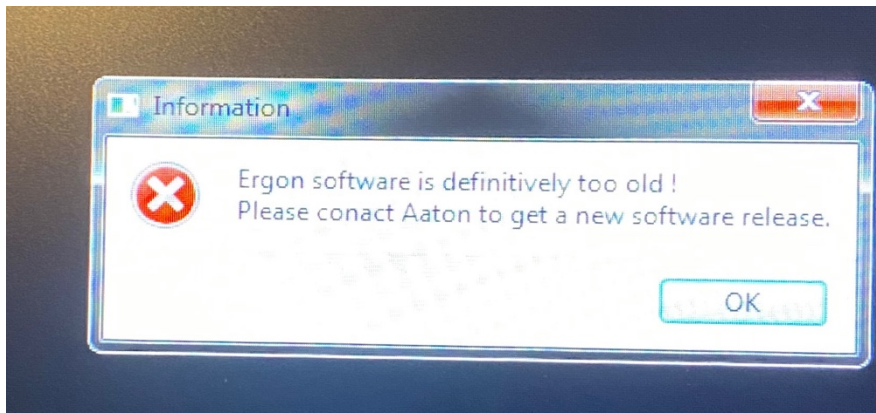 Information
Ergon software is definitively too old !
Please conact Aaton to get a new software release.
OK